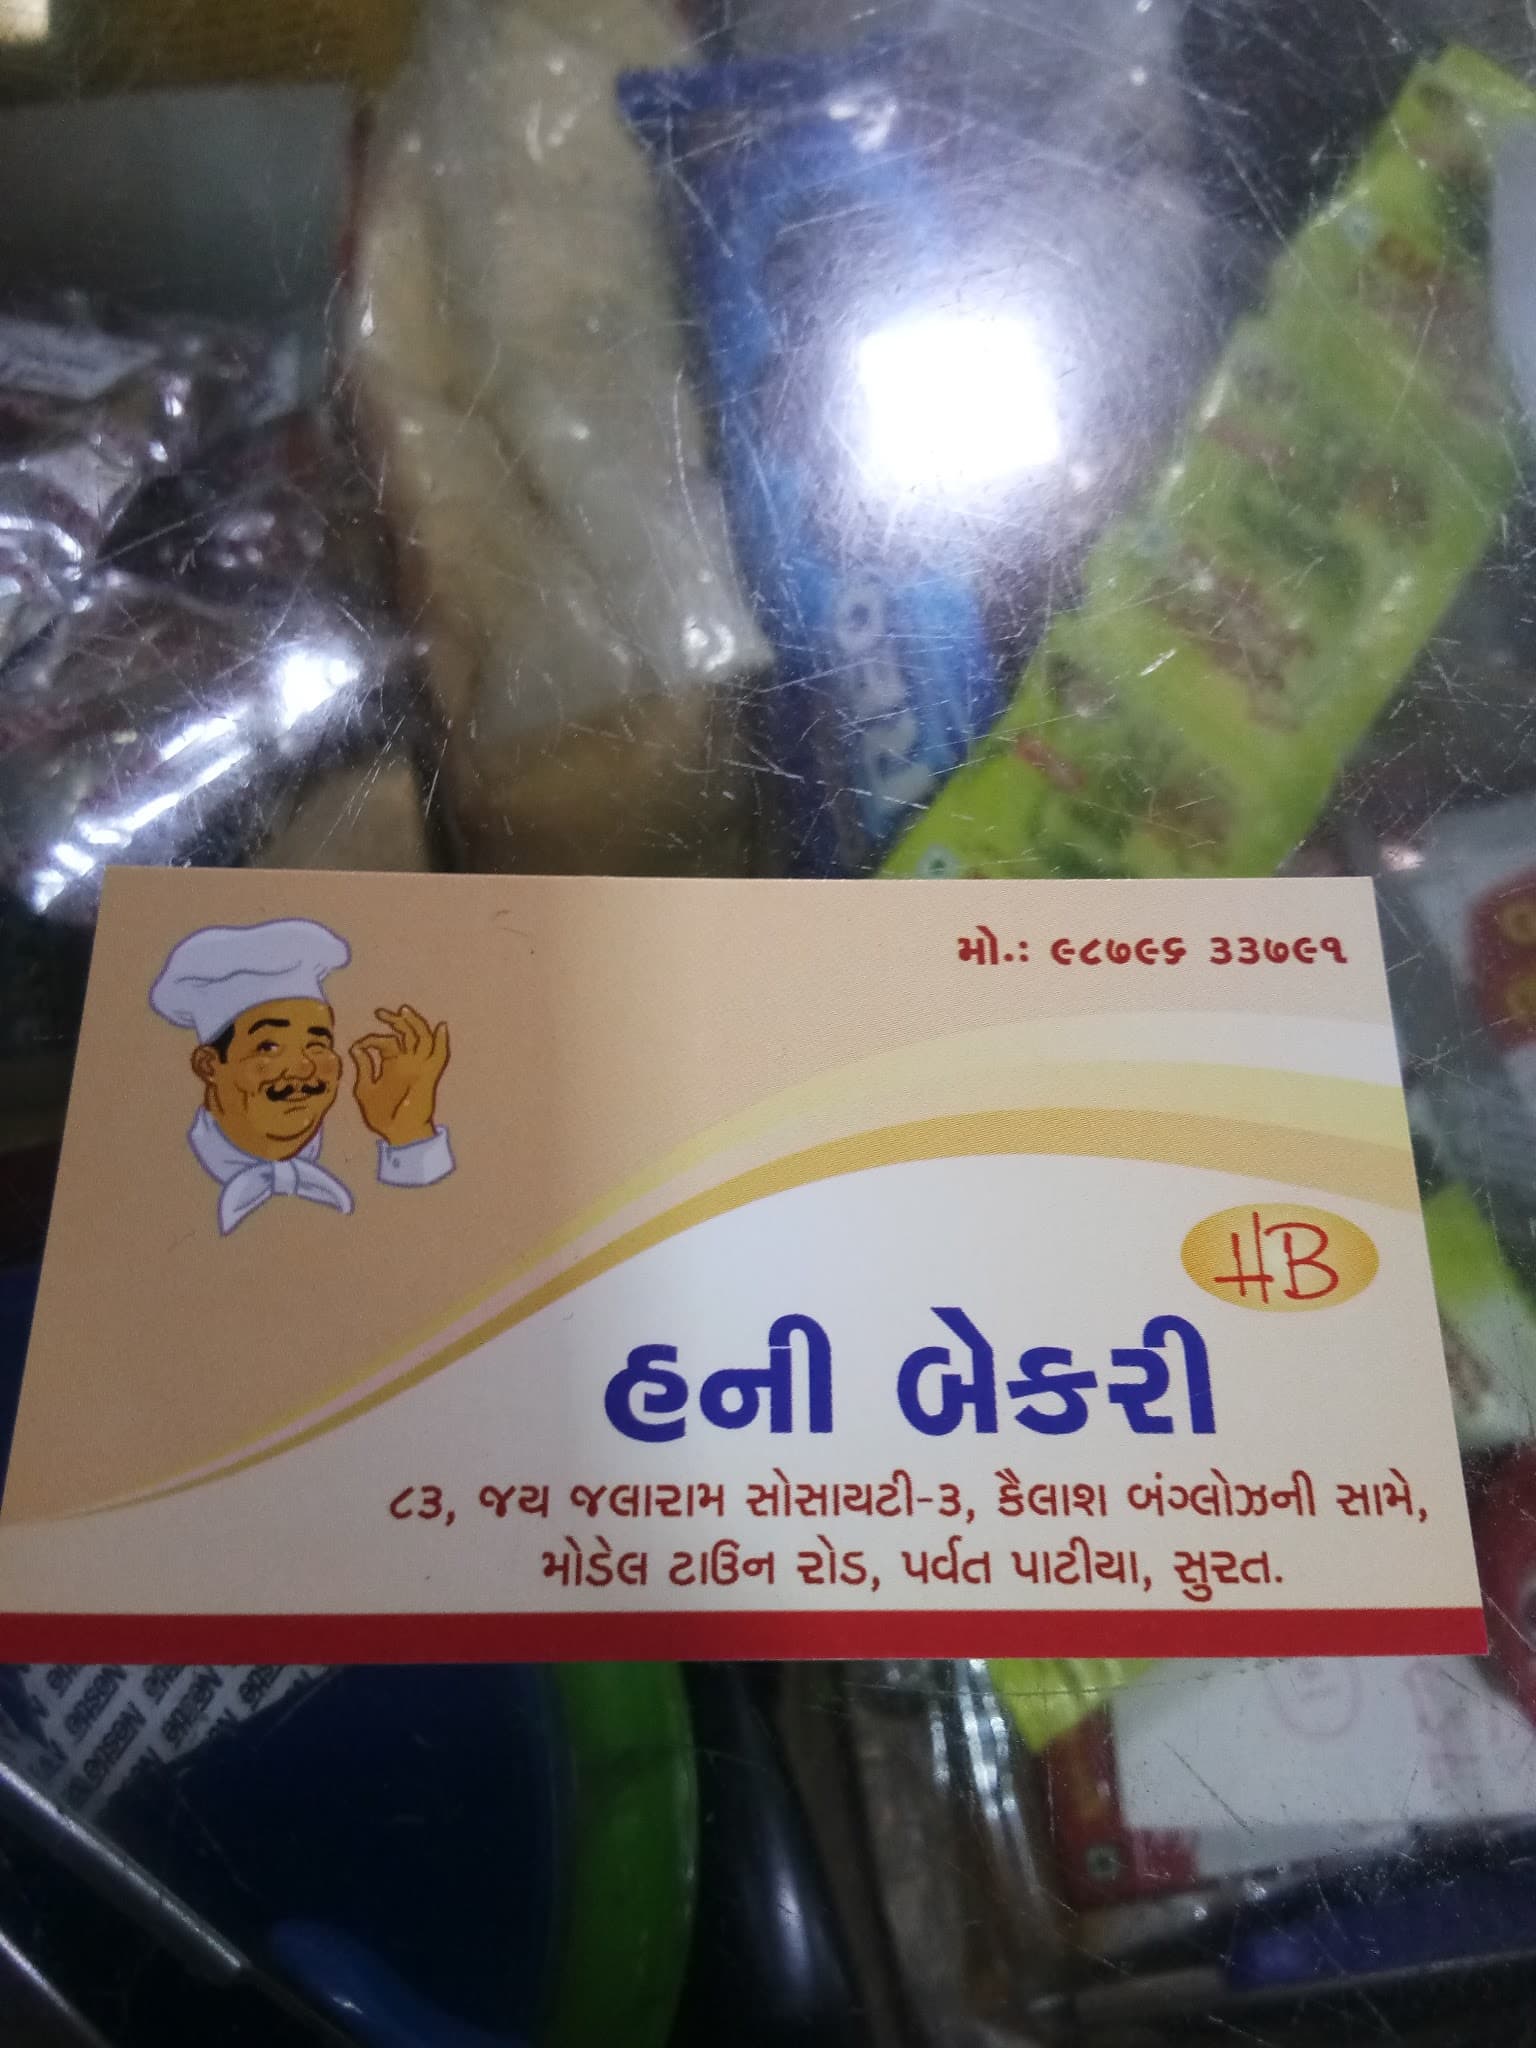 મો.: ૯૮૭૯૬ ૩૩૭૯૧
HB
હની બેકરી
૮૩, જય જલારામ સોસાયટી-૩, કૈલાશ બંગ્લોઝની સામે,
મોડેલ ટાઉન રોડ, પર્વત પાટીયા, સુરત.